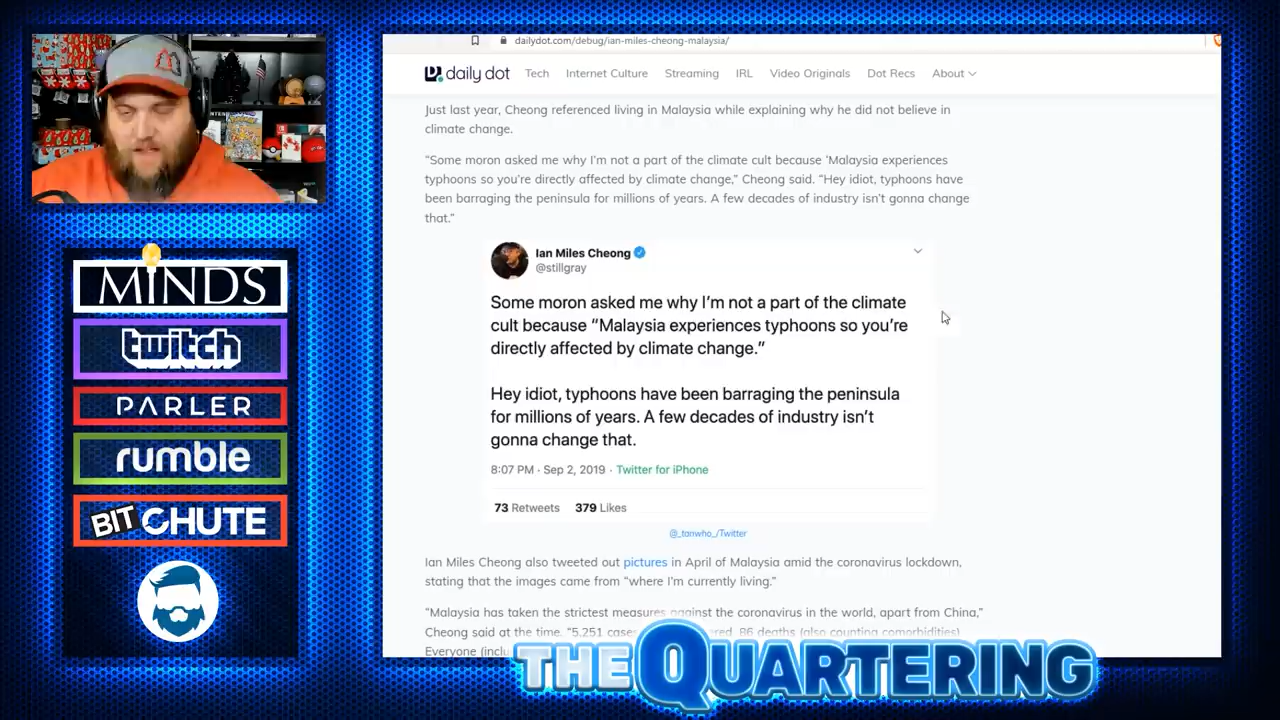 dailydot.com/debug/ian-miles-cheong-malaysia/
daily dot
Tech Internet Culture Streaming IRL Video Originals Dot Recs About
Just last year, Cheong referenced living in Malaysia while explaining why he did not believe in
climate change.
“Some moron asked me why I’m not a part of the climate cult because ‘Malaysia experiences
typhoons so you’re directly affected by climate change,” Cheong said. “Hey idiot, typhoons have
been barraging the peninsula for millions of years. A few decades of industry isn’t gonna change
that.”
Ian Miles Cheong
@stillgray
Some moron asked me why I’m not a part of the climate
cult because “Malaysia experiences typhoons so you’re
directly affected by climate change.”
Hey idiot, typhoons have been barraging the peninsula
for millions of years. A few decades of industry isn’t
gonna change that.
8:07 PM · Sep 2, 2019 · Twitter for iPhone
73 Retweets 379 Likes
@_tanwho_/Twitter
Ian Miles Cheong also tweeted out pictures in April of Malaysia amid the coronavirus lockdown,
stating that the images came from “where I’m currently living.”
“Malaysia has taken the strictest measures against the coronavirus in the world, apart from China,”
Cheong said at the time. “5,251 cases 86 deaths (also counting comorbidities)
Everyone
MINDS
twitch
PARLER
rumble
BITCHUTE
THE QUARTERING